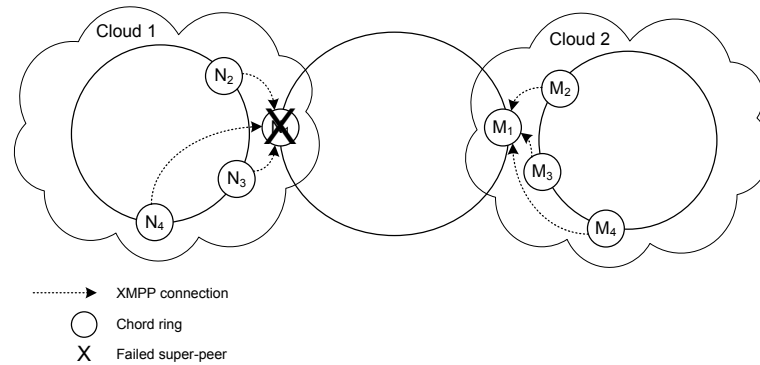 Cloud 1
Cloud 2
N2
M2
M1
N3
M3
N4
M4
XMPP connection
Chord ring
X Failed super-peer